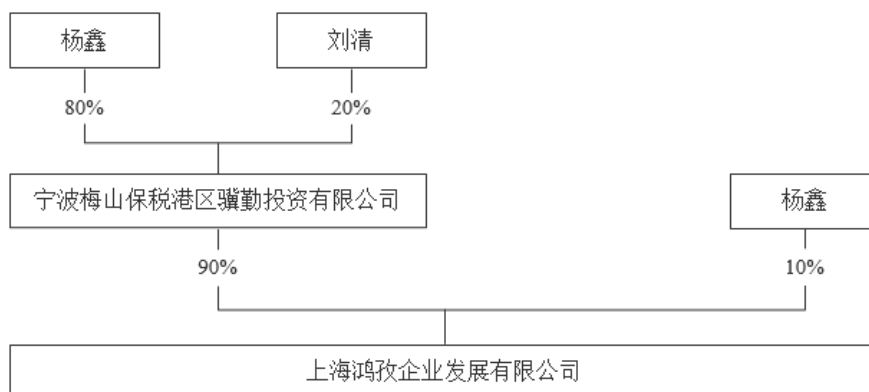 杨鑫
刘清
80%
20%
宁波梅山保税港区骥勤投资有限公司
杨鑫
90%
10%
上海鸿孜企业发展有限公司